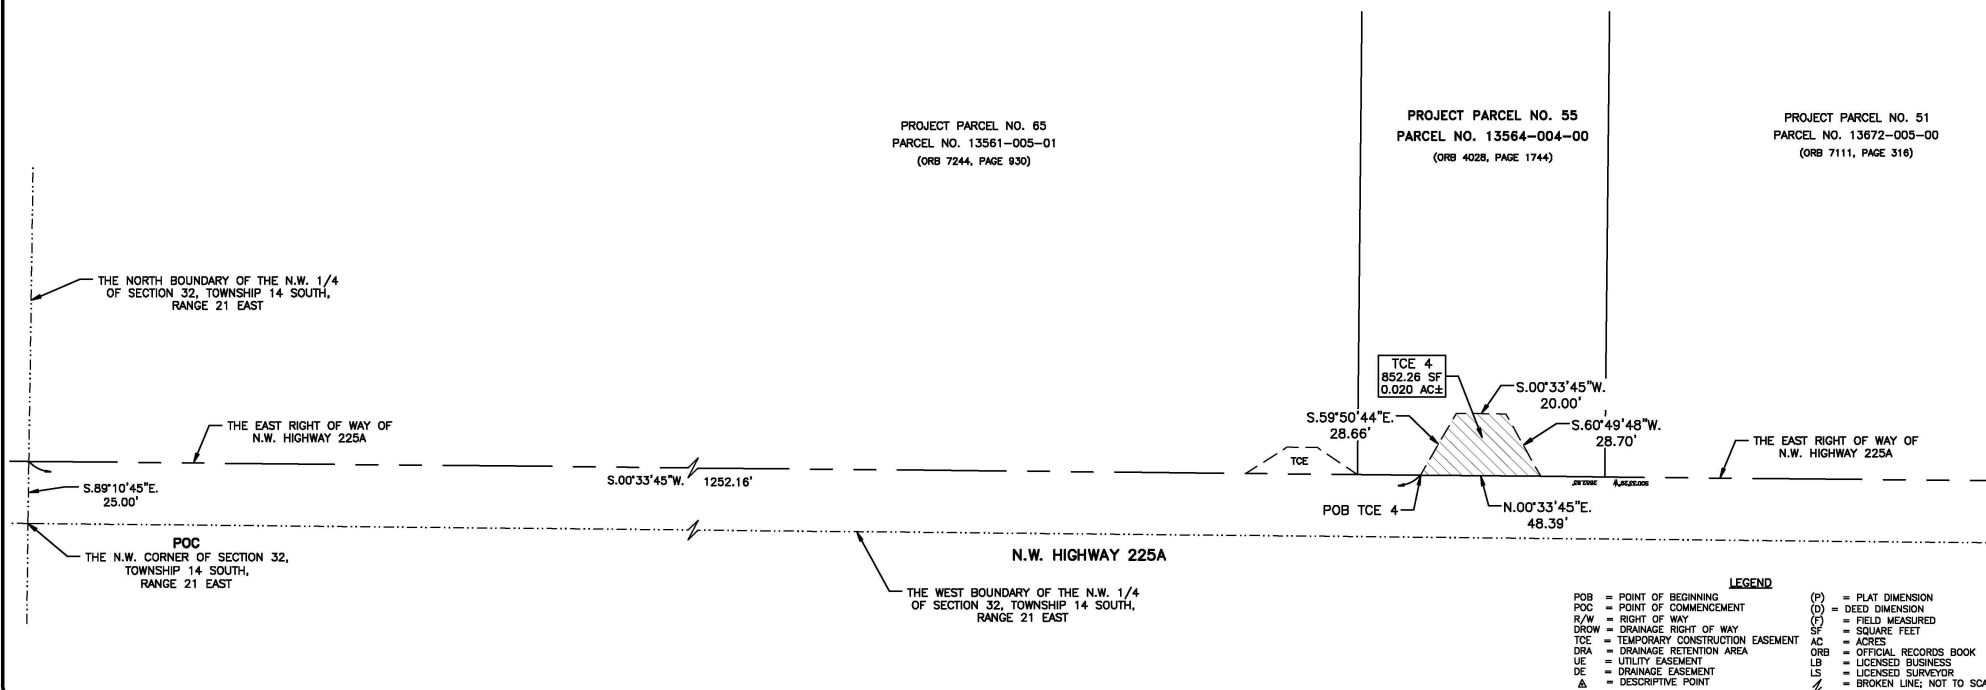 PROJECT PARCEL NO. 65
PARCEL NO. 13561-005-01
(ORB 7244, PAGE 930)
PROJECT PARCEL NO. 55
PARCEL NO. 13564-004-00
(ORB 4028, PAGE 1744)
PROJECT PARCEL NO. 51
PARCEL NO. 13672-005-00
(ORB 7111, PAGE 316)
THE NORTH BOUNDARY OF THE N.W. 1/4
OF SECTION 32, TOWNSHIP 14 SOUTH,
RANGE 21 EAST
TCE 4
852.26 SF
0.020 AC±
S.00°33'45"W.
20.00'
S.59°50'44"E.
28.66'
S.60°49'48"W.
28.70'
THE EAST RIGHT OF WAY OF
N.W. HIGHWAY 225A
THE EAST RIGHT OF WAY OF
N.W. HIGHWAY 225A
TCE
S.00°33'45"W. 1252.16'
S.89°10'45"E.
25.00'
POB TCE 4
N.00°33'45"E.
48.39'
POC
THE N.W. CORNER OF SECTION 32,
TOWNSHIP 14 SOUTH,
RANGE 21 EAST
N.W. HIGHWAY 225A
THE WEST BOUNDARY OF THE N.W. 1/4
OF SECTION 32, TOWNSHIP 14 SOUTH,
RANGE 21 EAST
LEGEND
POB = POINT OF BEGINNING
POC = POINT OF COMMENCEMENT
R/W = RIGHT OF WAY
DROW = DRAINAGE RIGHT OF WAY
TCE = TEMPORARY CONSTRUCTION EASEMENT
DRA = DRAINAGE RETENTION AREA
UE = UTILITY EASEMENT
DE = DRAINAGE EASEMENT
= DESCRIPTIVE POINT
(P) = PLAT DIMENSION
(D) = DEED DIMENSION
(F) = FIELD MEASURED
SF = SQUARE FEET
AC = ACRES
ORB = OFFICIAL RECORDS BOOK
LB = LICENSED BUSINESS
LS = LICENSED SURVEYOR
= BROKEN LINE; NOT TO SCA